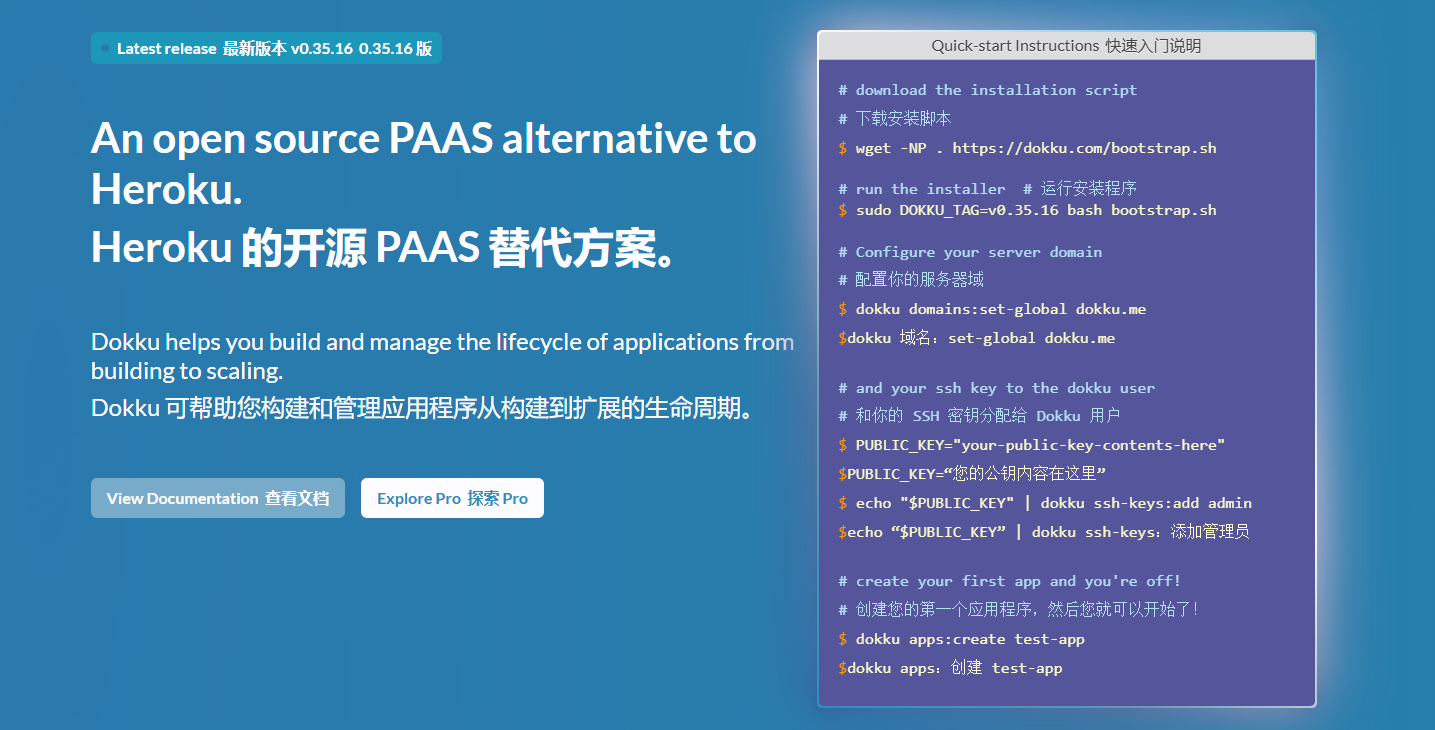 Latest release 最新版本 v0.35.16 0.35.16 版
An open source PAAS alternative to
Heroku.
Heroku 的开源 PAAS 替代方案。
Dokku helps you build and manage the lifecycle of applications from
building to scaling.
Dokku 可帮助您构建和管理应用程序从构建到扩展的生命周期。
View Documentation 查看文档
Explore Pro 探索 Pro
Quick-start Instructions 快速入门说明
# download the installation script
# 下载安装脚本
$ wget -NP . https://dokku.com/bootstrap.sh
# run the installer # 运行安装程序
$ sudo DOKKU_TAG=v0.35.16 bash bootstrap.sh
# Configure your server domain
# 配置你的服务器域
$ dokku domains:set-global dokku.me
$dokku 域名：set-global dokku.me
# and your ssh key to the dokku user
# 和你的 SSH 密钥分配给 Dokku 用户
$ PUBLIC_KEY="your-public-key-contents-here"
$PUBLIC_KEY=“您的公钥内容在这里”
$ echo "$PUBLIC_KEY" | dokku ssh-keys:add admin
$echo “$PUBLIC_KEY” | dokku ssh-keys：添加管理员
# create your first app and you're off!
# 创建您的第一个应用程序，然后您就可以开始了！
$ dokku apps:create test-app
$dokku apps：创建 test-app